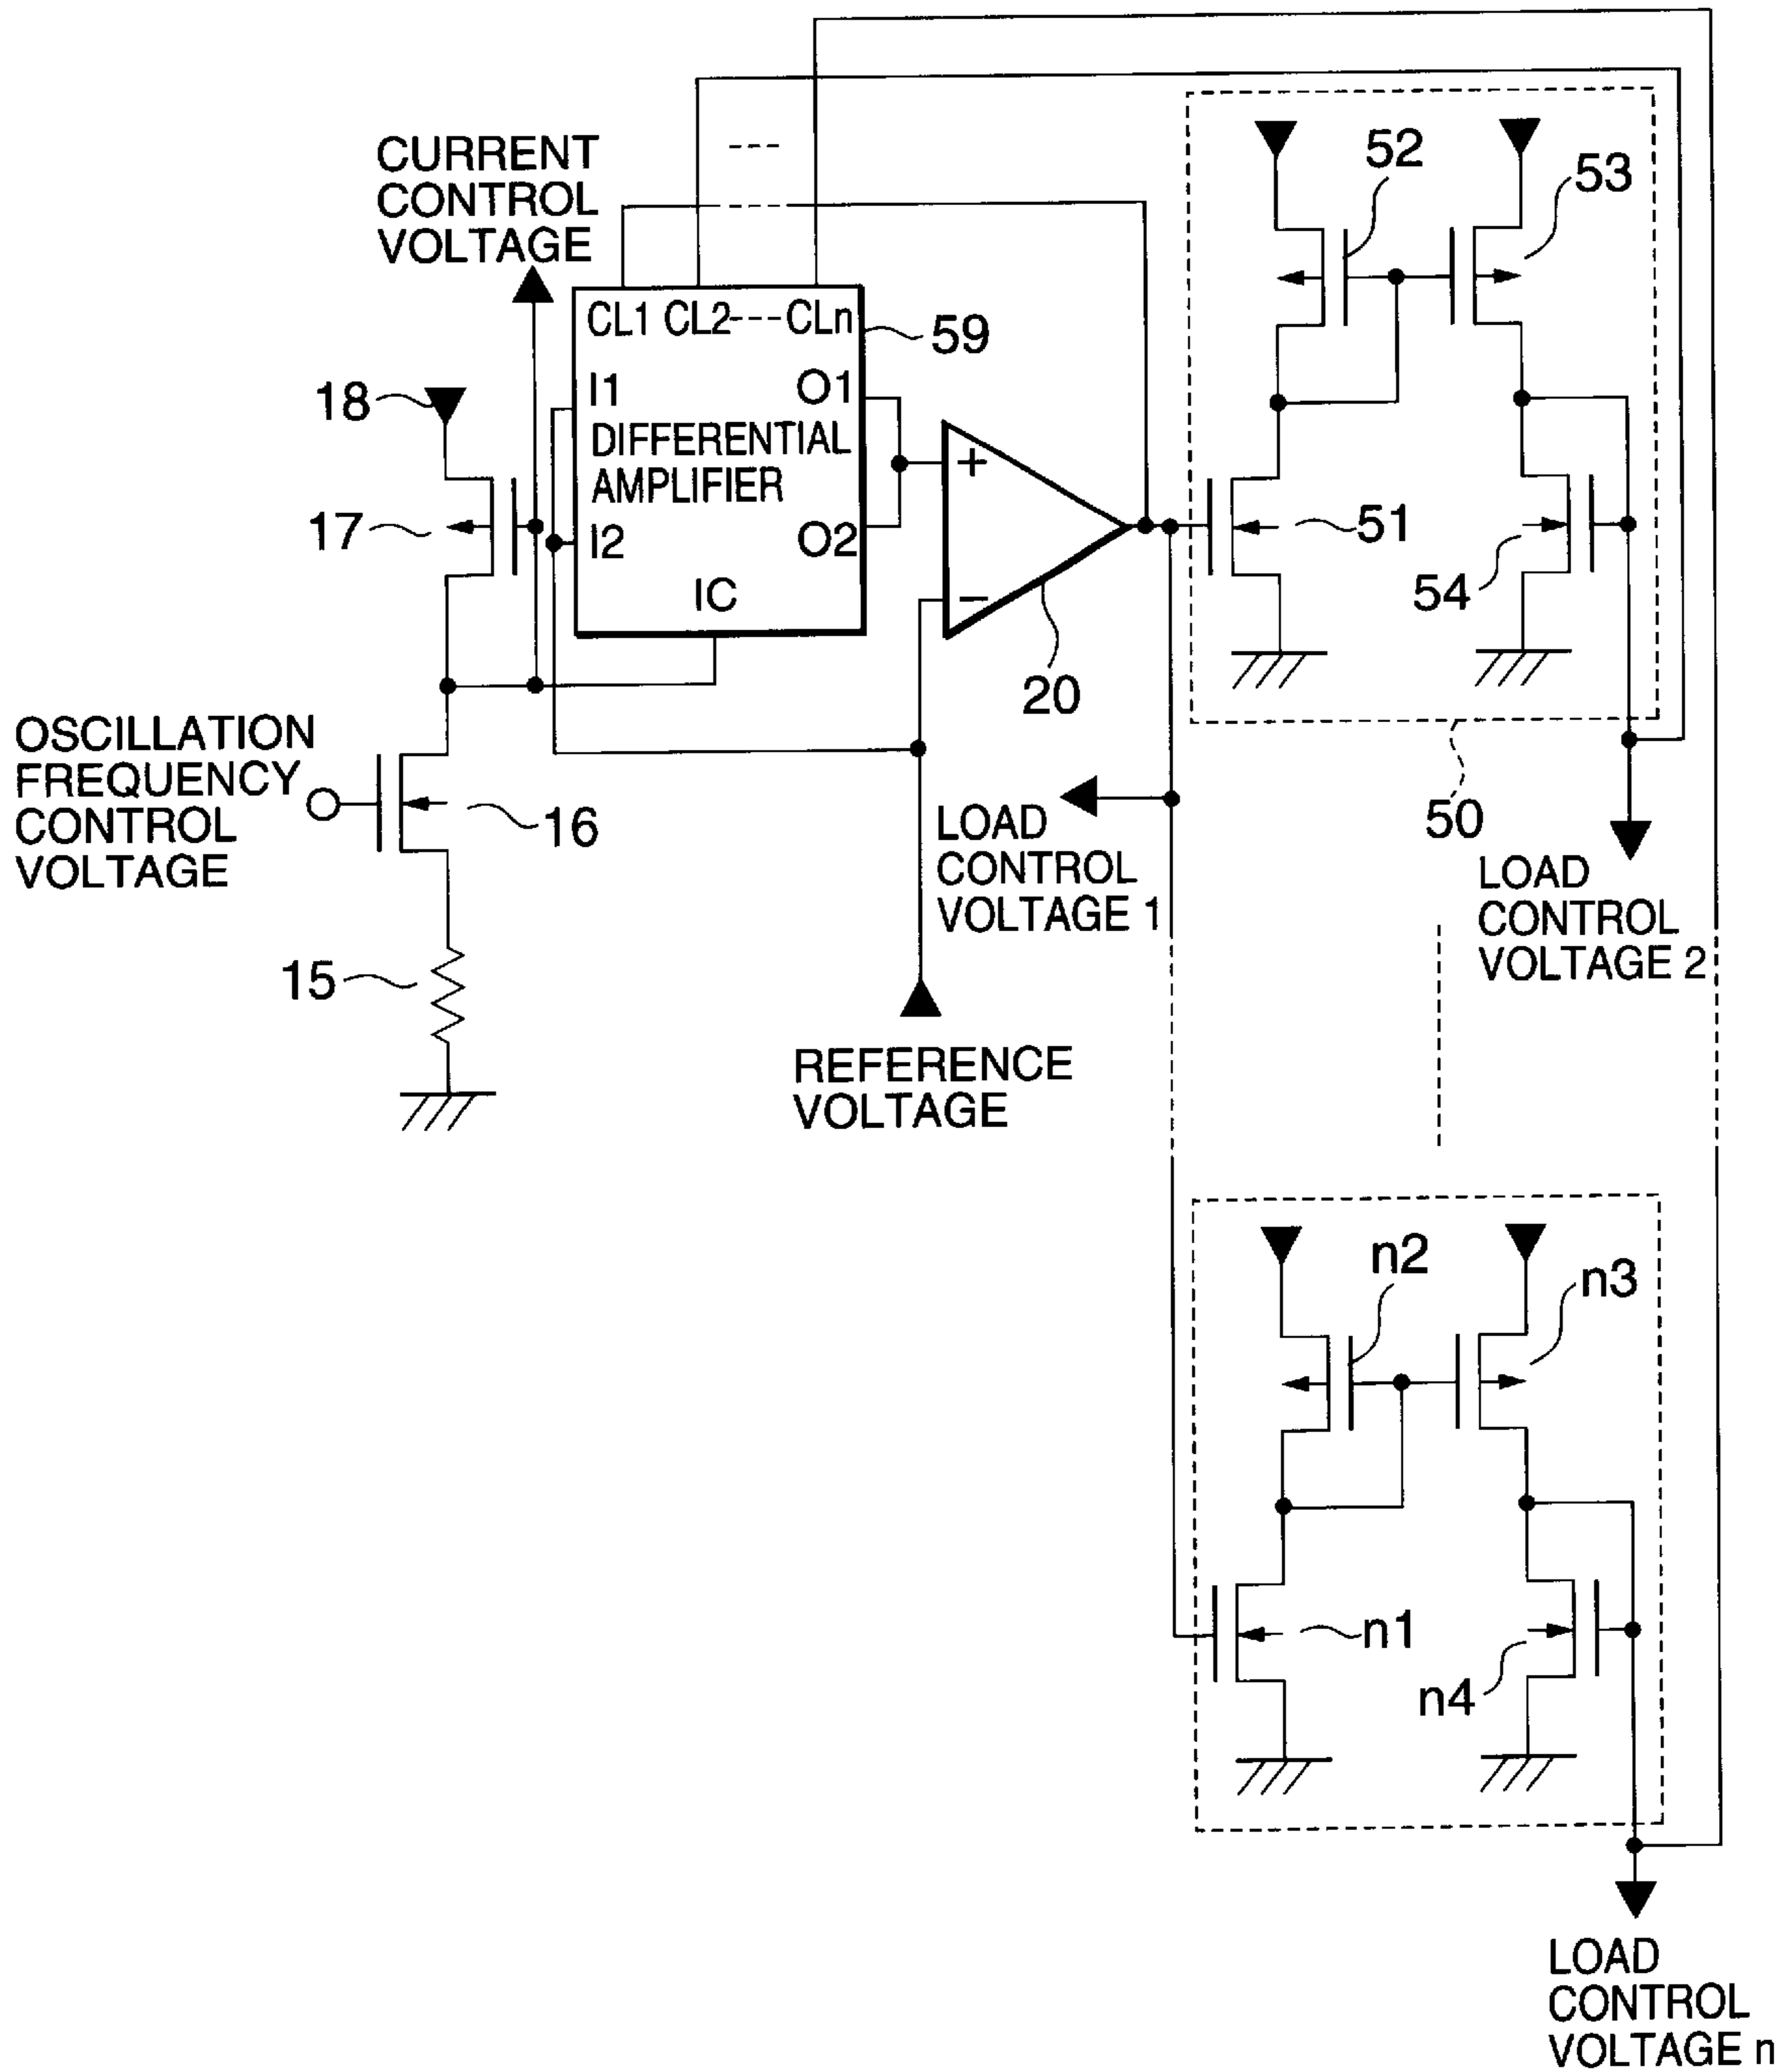 CURRENT
CONTROL
VOLTAGE
---
52
53
CL1 CL2---CLn
59
I1
O1
DIFFERENTIAL
AMPLIFIER
I2
O2
IC
18
17
+
−
20
51
54
50
OSCILLATION
FREQUENCY
CONTROL
VOLTAGE
16
15
LOAD
CONTROL
VOLTAGE 1
LOAD
CONTROL
VOLTAGE 2
REFERENCE
VOLTAGE
n2
n3
n1
n4
LOAD
CONTROL
VOLTAGE n